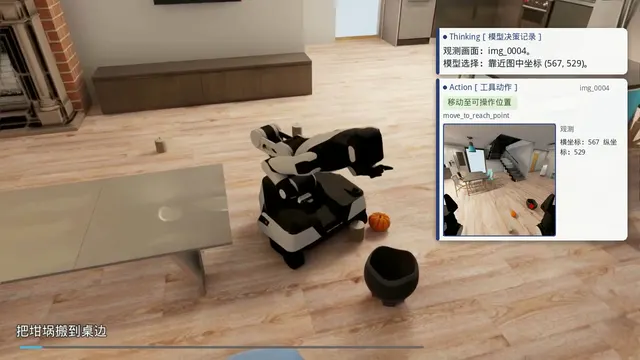 Thinking [ 模型决策记录 ]
观测画面：img_0004。
模型选择：靠近图中坐标 (567, 529)。
Action [ 工具动作 ]
img_0004
移动至可操作位置
move_to_reach_point
观测
横坐标：567 纵坐
标：529
把坩埚搬到桌边